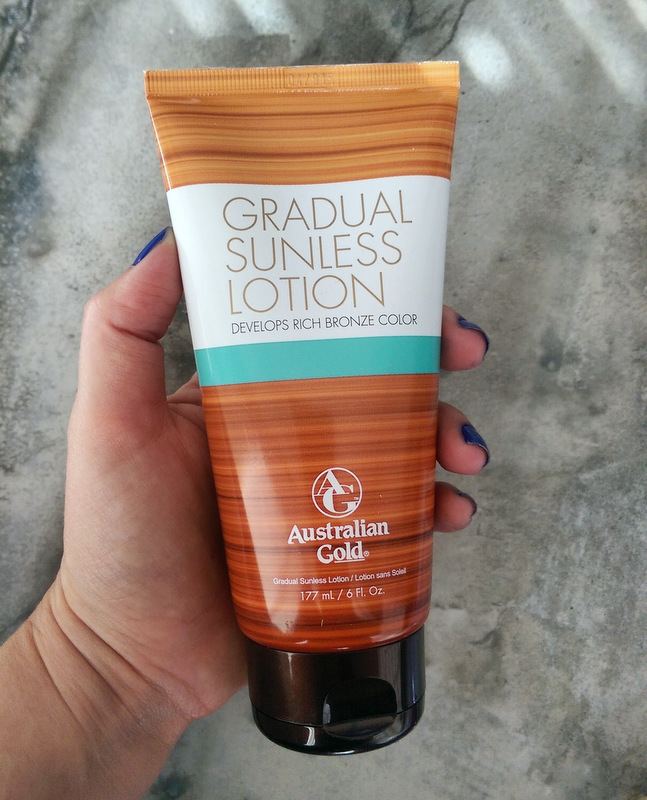 GRADUAL
SUNLESS
LOTION
DEVELOPS RICH BRONZE COLOR
AG™
Australian
Gold®
Gradual Sunless Lotion / Lotion sans Soleil
177 mL / 6 Fl. Oz.